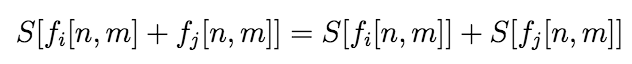 S[f_i[n, m] + f_j[n, m]] = S[f_i[n, m]] + S[f_j[n, m]]